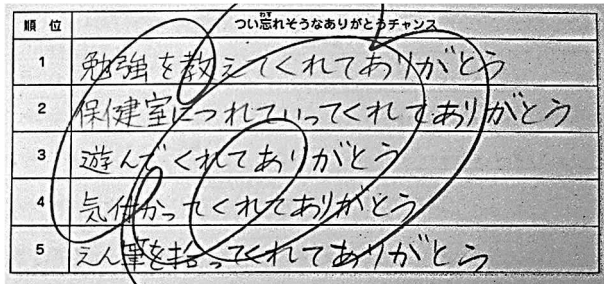 順位 つい忘れそうなありがとうチャンス
1 勉強を教えてくれてありがとう
2 保健室につれていってくれてありがとう
3 遊んでくれてありがとう
4 気付かってくれてありがとう
5 えん筆を拾ってくれてありがとう